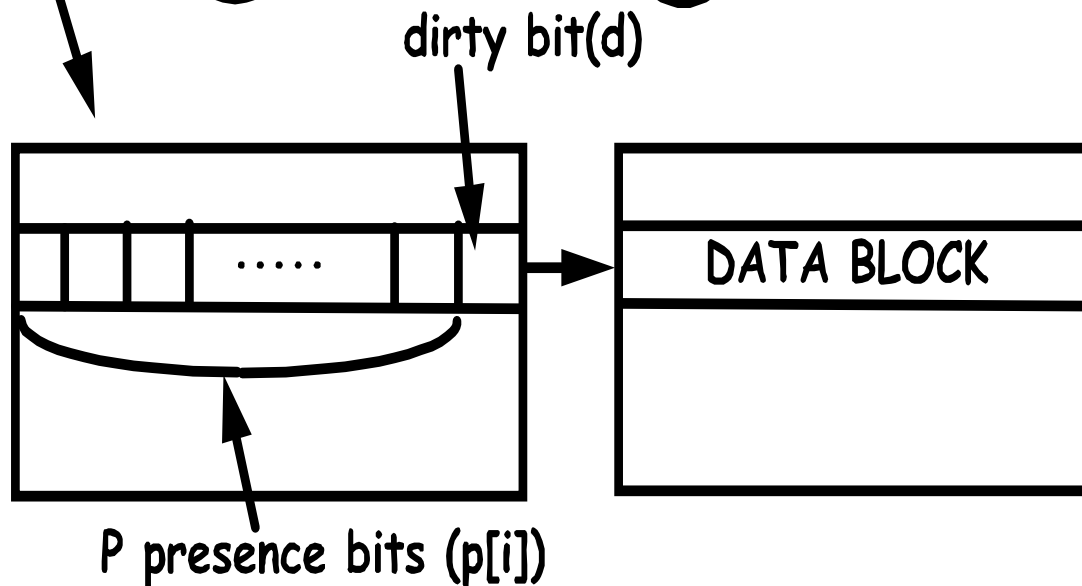 dirty bit(d)
.....
DATA BLOCK
P presence bits (p[i])